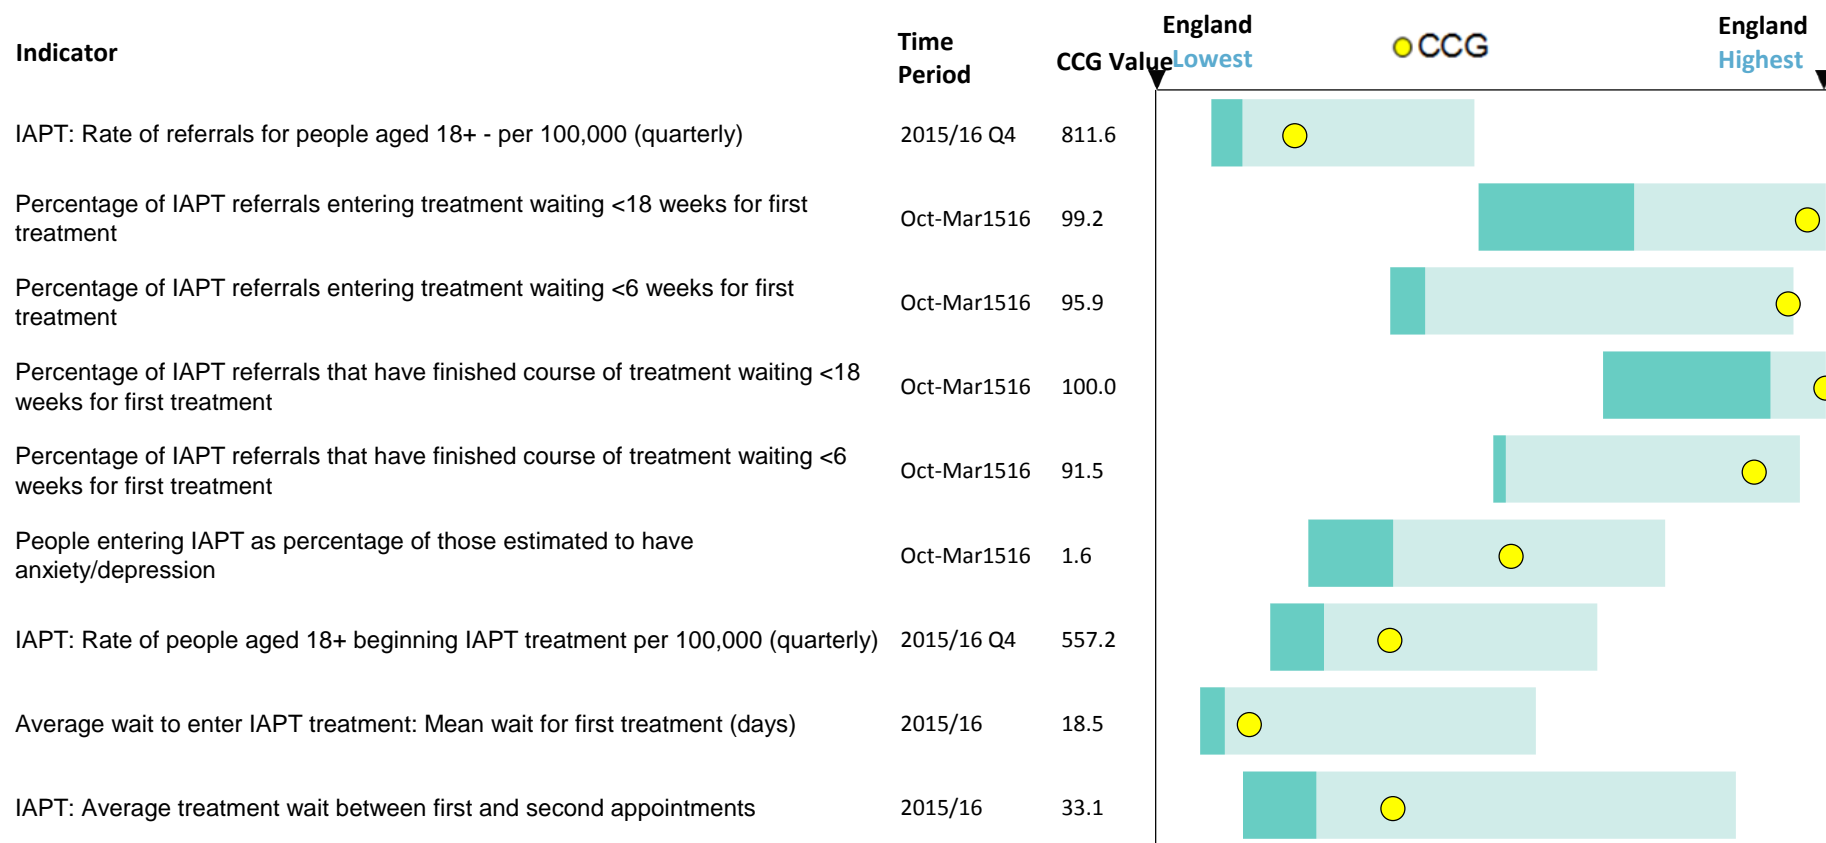 Indicator
Time
Period
CCG Value
England
Lowest
CCG
England
Highest
IAPT: Rate of referrals for people aged 18+ - per 100,000 (quarterly) 2015/16 Q4 811.6
Percentage of IAPT referrals entering treatment waiting <18 weeks for first
treatment
Oct-Mar1516 99.2
Percentage of IAPT referrals entering treatment waiting <6 weeks for first
treatment
Oct-Mar1516 95.9
Percentage of IAPT referrals that have finished course of treatment waiting <18
weeks for first treatment
Oct-Mar1516 100.0
Percentage of IAPT referrals that have finished course of treatment waiting <6
weeks for first treatment
Oct-Mar1516 91.5
People entering IAPT as percentage of those estimated to have
anxiety/depression
Oct-Mar1516 1.6
IAPT: Rate of people aged 18+ beginning IAPT treatment per 100,000 (quarterly) 2015/16 Q4 557.2
Average wait to enter IAPT treatment: Mean wait for first treatment (days) 2015/16 18.5
IAPT: Average treatment wait between first and second appointments 2015/16 33.1